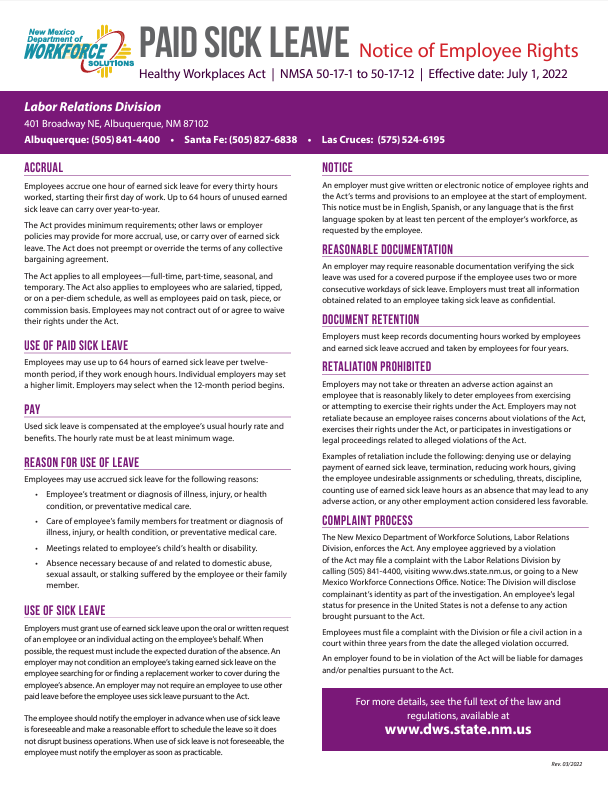 New Mexico
Department of
WORKFORCE
SOLUTIONS
PAID SICK LEAVE Notice of Employee Rights
Healthy Workplaces Act | NMSA 50-17-1 to 50-17-12 | Effective date: July 1, 2022
Labor Relations Division
401 Broadway NE, Albuquerque, NM 87102
Albuquerque: (505) 841-4400 • Santa Fe: (505) 827-6838 • Las Cruces: (575) 524-6195
ACCRUAL
Employees accrue one hour of earned sick leave for every thirty hours
worked, starting their first day of work. Up to 64 hours of unused earned
sick leave can carry over year-to-year.
The Act provides minimum requirements; other laws or employer
policies may provide for more accrual, use, or carry over of earned sick
leave. The Act does not preempt or override the terms of any collective
bargaining agreement.
The Act applies to all employees—full-time, part-time, seasonal, and
temporary. The Act also applies to employees who are salaried, tipped,
or on a per-diem schedule, as well as employees paid on task, piece, or
commission basis. Employees may not contract out of or agree to waive
their rights under the Act.
USE OF PAID SICK LEAVE
Employees may use up to 64 hours of earned sick leave per twelve-
month period, if they work enough hours. Individual employers may set
a higher limit. Employers may select when the 12-month period begins.
PAY
Used sick leave is compensated at the employee's usual hourly rate and
benefits. The hourly rate must be at least minimum wage.
REASON FOR USE OF LEAVE
Employees may use accrued sick leave for the following reasons:
• Employee's treatment or diagnosis of illness, injury, or health
condition, or preventative medical care.
• Care of employee's family members for treatment or diagnosis of
illness, injury, or health condition, or preventative medical care.
• Meetings related to employee's child's health or disability.
• Absence necessary because of and related to domestic abuse,
sexual assault, or stalking suffered by the employee or their family
member.
USE OF SICK LEAVE
Employers must grant use of earned sick leave upon the oral or written request
of an employee or an individual acting on the employee's behalf. When
possible, the request must include the expected duration of the absence. An
employer may not condition an employee's taking earned sick leave on the
employee searching for or finding a replacement worker to cover during the
employee's absence. An employer may not require an employee to use other
paid leave before the employee uses sick leave pursuant to the Act.
The employee should notify the employer in advance when use of sick leave
is foreseeable and make a reasonable effort to schedule the leave so it does
not disrupt business operations. When use of sick leave is not foreseeable, the
employee must notify the employer as soon as practicable.
NOTICE
An employer must give written or electronic notice of employee rights and
the Act's terms and provisions to an employee at the start of employment.
This notice must be in English, Spanish, or any language that is the first
language spoken by at least ten percent of the employer's workforce, as
requested by the employee.
REASONABLE DOCUMENTATION
An employer may require reasonable documentation verifying the sick
leave was used for a covered purpose if the employee uses two or more
consecutive workdays of sick leave. Employers must treat all information
obtained related to an employee taking sick leave as confidential.
DOCUMENT RETENTION
Employers must keep records documenting hours worked by employees
and earned sick leave accrued and taken by employees for four years.
RETALIATION PROHIBITED
Employers may not take or threaten an adverse action against an
employee that is reasonably likely to deter employees from exercising
or attempting to exercise their rights under the Act. Employers may not
retaliate because an employee raises concerns about violations of the Act,
exercises their rights under the Act, or participates in investigations or
legal proceedings related to alleged violations of the Act.
Examples of retaliation include the following: denying use or delaying
payment of earned sick leave, termination, reducing work hours, giving
the employee undesirable assignments or scheduling, threats, discipline,
counting use of earned sick leave hours as an absence that may lead to any
adverse action, or any other employment action considered less favorable.
COMPLAINT PROCESS
The New Mexico Department of Workforce Solutions, Labor Relations
Division, enforces the Act. Any employee aggrieved by a violation
of the Act may file a complaint with the Labor Relations Division by
calling (505) 841-4400, visiting www.dws.state.nm.us, or going to a New
Mexico Workforce Connections Office. Notice: The Division will disclose
complainant's identity as part of the investigation. An employee's legal
status for presence in the United States is not a defense to any action
brought pursuant to the Act.
Employees must file a complaint with the Division or file a civil action in a
court within three years from the date the alleged violation occurred.
An employer found to be in violation of the Act will be liable for damages
and/or penalties pursuant to the Act.
For more details, see the full text of the law and
regulations, available at
www.dws.state.nm.us
Rev. 03/2022